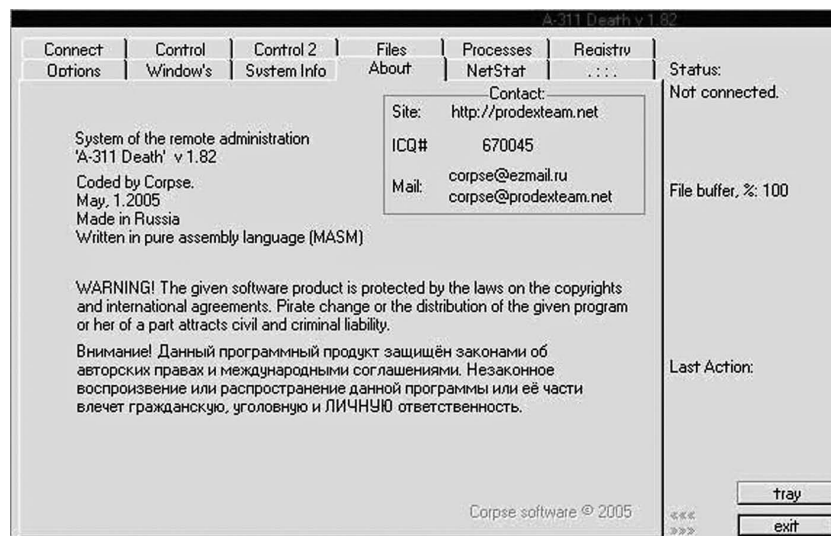 A-311 Death v 1.82
Connect Control Control 2 Files Processes Registry
Options Window's System Info About NetStat .:::.
Status:
Not connected.
Contact:
Site: http://prodexteam.net
ICQ# 670045
Mail: corpse@ezmail.ru
corpse@prodexteam.net
System of the remote administration
'A-311 Death' v 1.82
Coded by Corpse.
May, 1.2005
Made in Russia
Written in pure assembly language (MASM)
File buffer, %: 100
WARNING! The given software product is protected by the laws on the copyrights
and international agreements. Pirate change or the distribution of the given program
or her of a part attracts civil and criminal liability.
Внимание! Данный программный продукт защищён законами об
авторских правах и международными соглашениями. Незаконное
воспроизвение или распространение данной программы или её части
влечет гражданскую, уголовную и ЛИЧНУЮ ответственность.
Last Action:
Corpse software © 2005
<<< tray
>>> exit